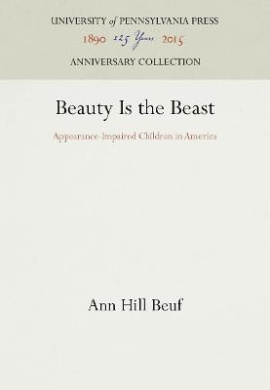 UNIVERSITY of PENNSYLVANIA PRESS
1890 125 Years 2015
ANNIVERSARY COLLECTION
Beauty Is the Beast
Appearance-Impaired Children in America
Ann Hill Beuf